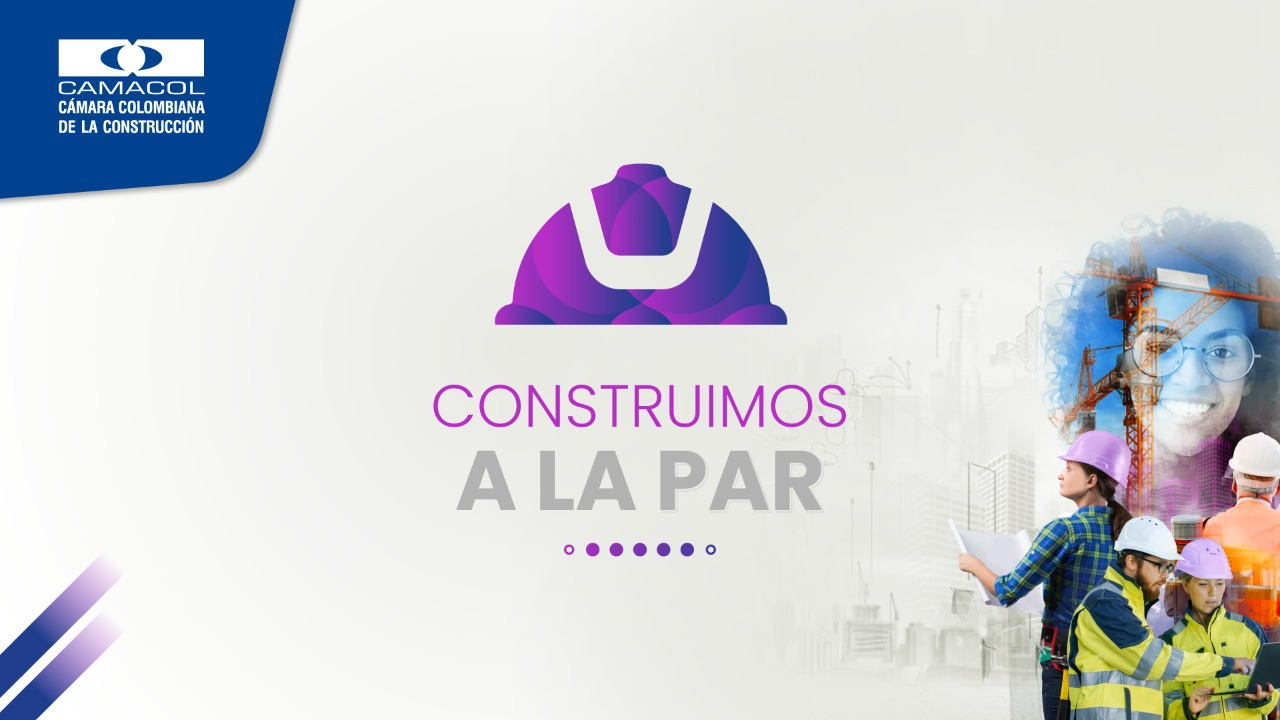 CAMACOL
CÁMARA COLOMBIANA
DE LA CONSTRUCCIÓN
CONSTRUIMOS
A LA PAR